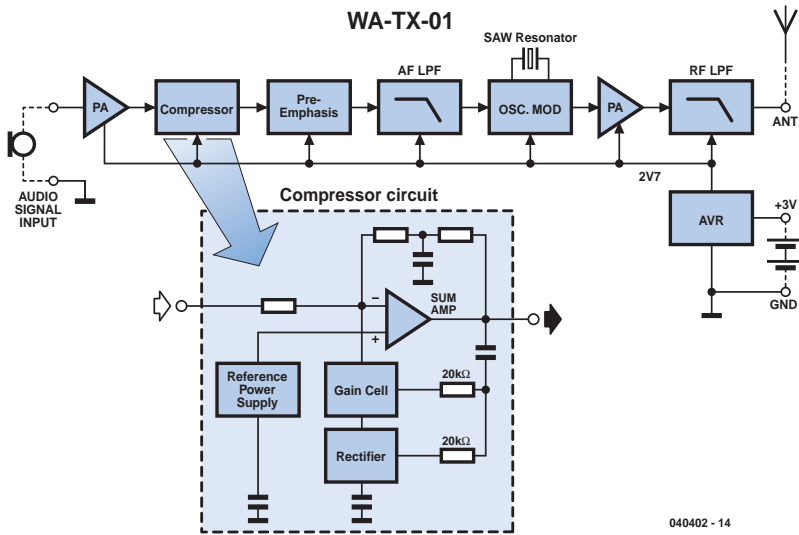 WA-TX-01
SAW Resonator
AF LPF
RF LPF
PA
Compressor
Pre-
Emphasis
OSC. MOD
PA
ANT
2V7
AUDIO
SIGNAL
INPUT
Compressor circuit
+3V
AVR
GND
–
+
SUM
AMP
Reference
Power
Supply
Gain Cell
20kΩ
Rectifier
20kΩ
040402 - 14